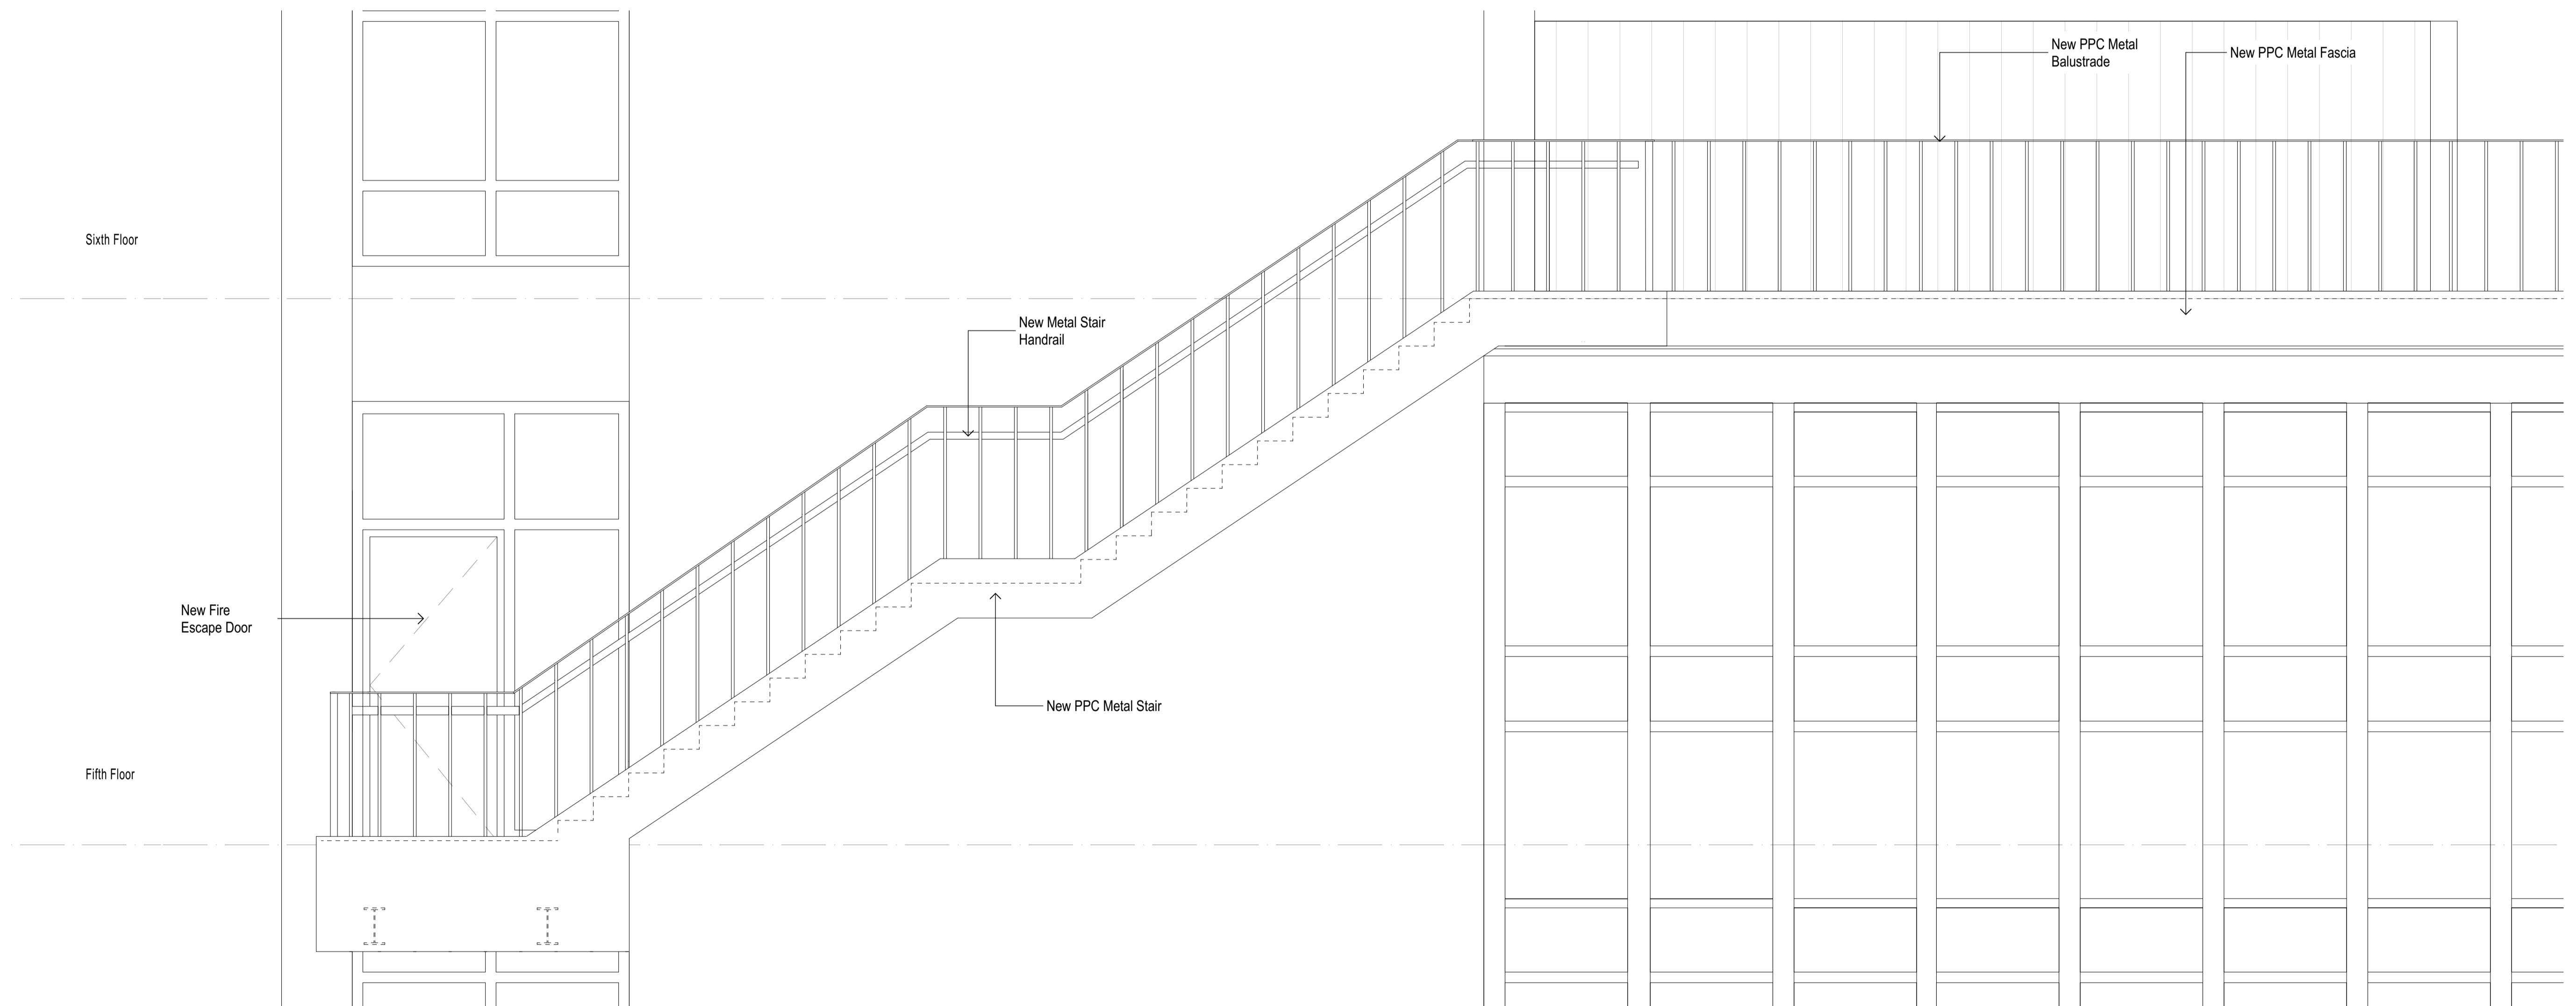 New PPC Metal
Balustrade
New PPC Metal Fascia
Sixth Floor
New Metal Stair
Handrail
New Fire
Escape Door
New PPC Metal Stair
Fifth Floor